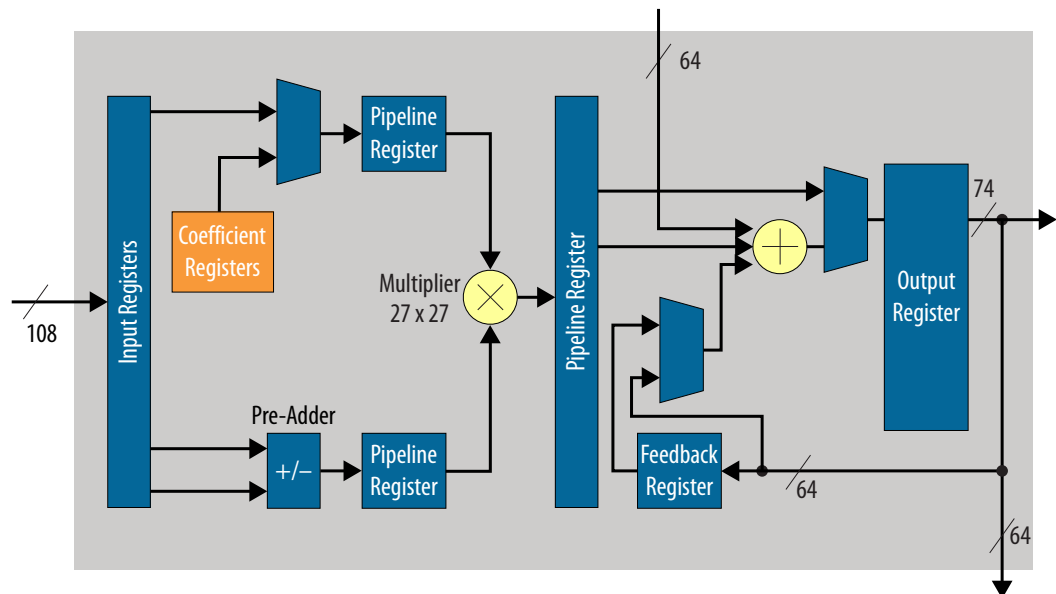 64
Pipeline
Register
Coefficient
Registers
Input Registers
108
Multiplier
27 x 27
Pre-Adder
+/−
Pipeline
Register
Pipeline Register
74
Output
Register
Feedback
Register
64
64